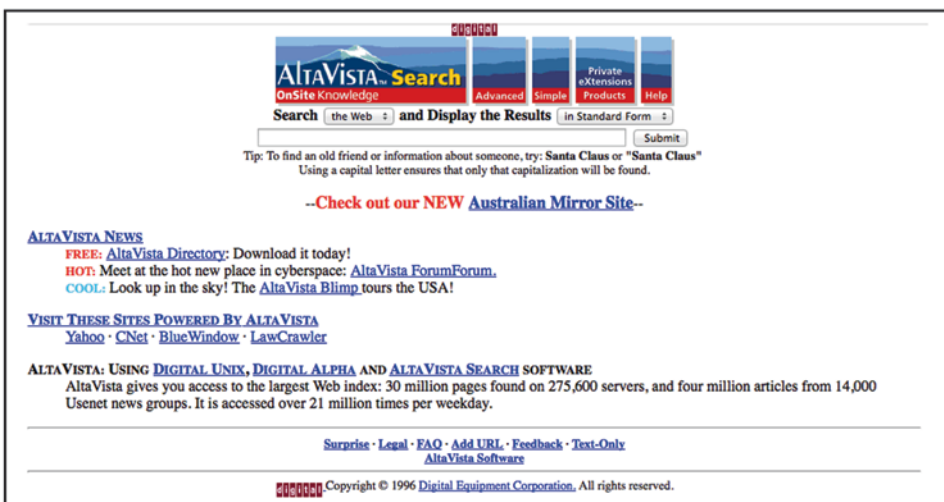 digital
ALTAVISTA™ Search
OnSite Knowledge
Advanced
Simple
Private eXtensions
Products
Help
Search the Web and Display the Results in Standard Form
Submit
Tip: To find an old friend or information about someone, try: Santa Claus or "Santa Claus"
Using a capital letter ensures that only that capitalization will be found.
--Check out our NEW Australian Mirror Site--
ALTAVISTA NEWS
FREE: AltaVista Directory: Download it today!
HOT: Meet at the hot new place in cyberspace: AltaVista ForumForum.
COOL: Look up in the sky! The AltaVista Blimp tours the USA!
VISIT THESE SITES POWERED BY ALTAVISTA
Yahoo · CNet · BlueWindow · LawCrawler
ALTAVISTA: USING DIGITAL UNIX, DIGITAL ALPHA AND ALTAVISTA SEARCH SOFTWARE
AltaVista gives you access to the largest Web index: 30 million pages found on 275,600 servers, and four million articles from 14,000
Usenet news groups. It is accessed over 21 million times per weekday.
Surprise · Legal · FAQ · Add URL · Feedback · Text-Only
AltaVista Software
digital Copyright © 1996 Digital Equipment Corporation. All rights reserved.